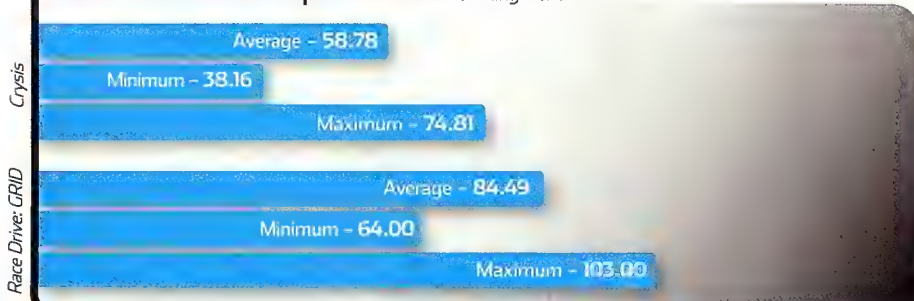 Crysis
Average – 58.78
Minimum – 38.16
Maximum – 74.81
Race Drive: GRID
Average – 84.49
Minimum – 64.00
Maximum – 103.00